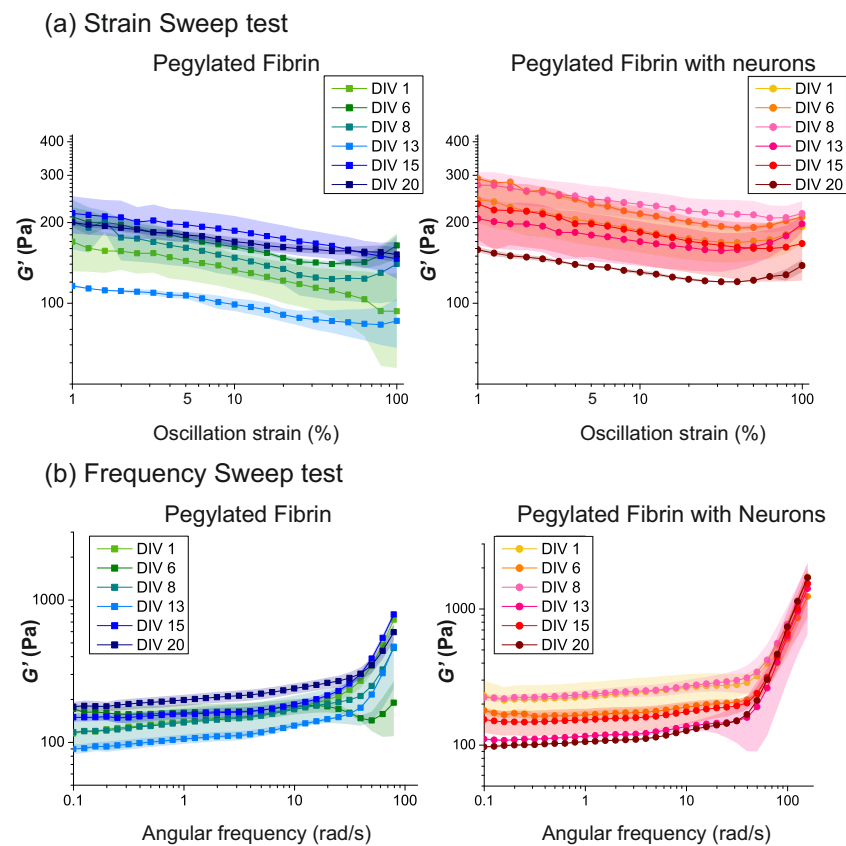 (a) Strain Sweep test
Pegylated Fibrin
DIV 1
DIV 6
DIV 8
DIV 13
DIV 15
DIV 20
400
300
200
100
G' (Pa)
1
5
10
100
Oscillation strain (%)
Pegylated Fibrin with neurons
DIV 1
DIV 6
DIV 8
DIV 13
DIV 15
DIV 20
400
300
200
100
G' (Pa)
1
5
10
100
Oscillation strain (%)
(b) Frequency Sweep test
Pegylated Fibrin
DIV 1
DIV 6
DIV 8
DIV 13
DIV 15
DIV 20
1000
100
G' (Pa)
0.1
1
10
100
Angular frequency (rad/s)
Pegylated Fibrin with Neurons
DIV 1
DIV 6
DIV 8
DIV 13
DIV 15
DIV 20
1000
100
G' (Pa)
0.1
1
10
100
Angular frequency (rad/s)